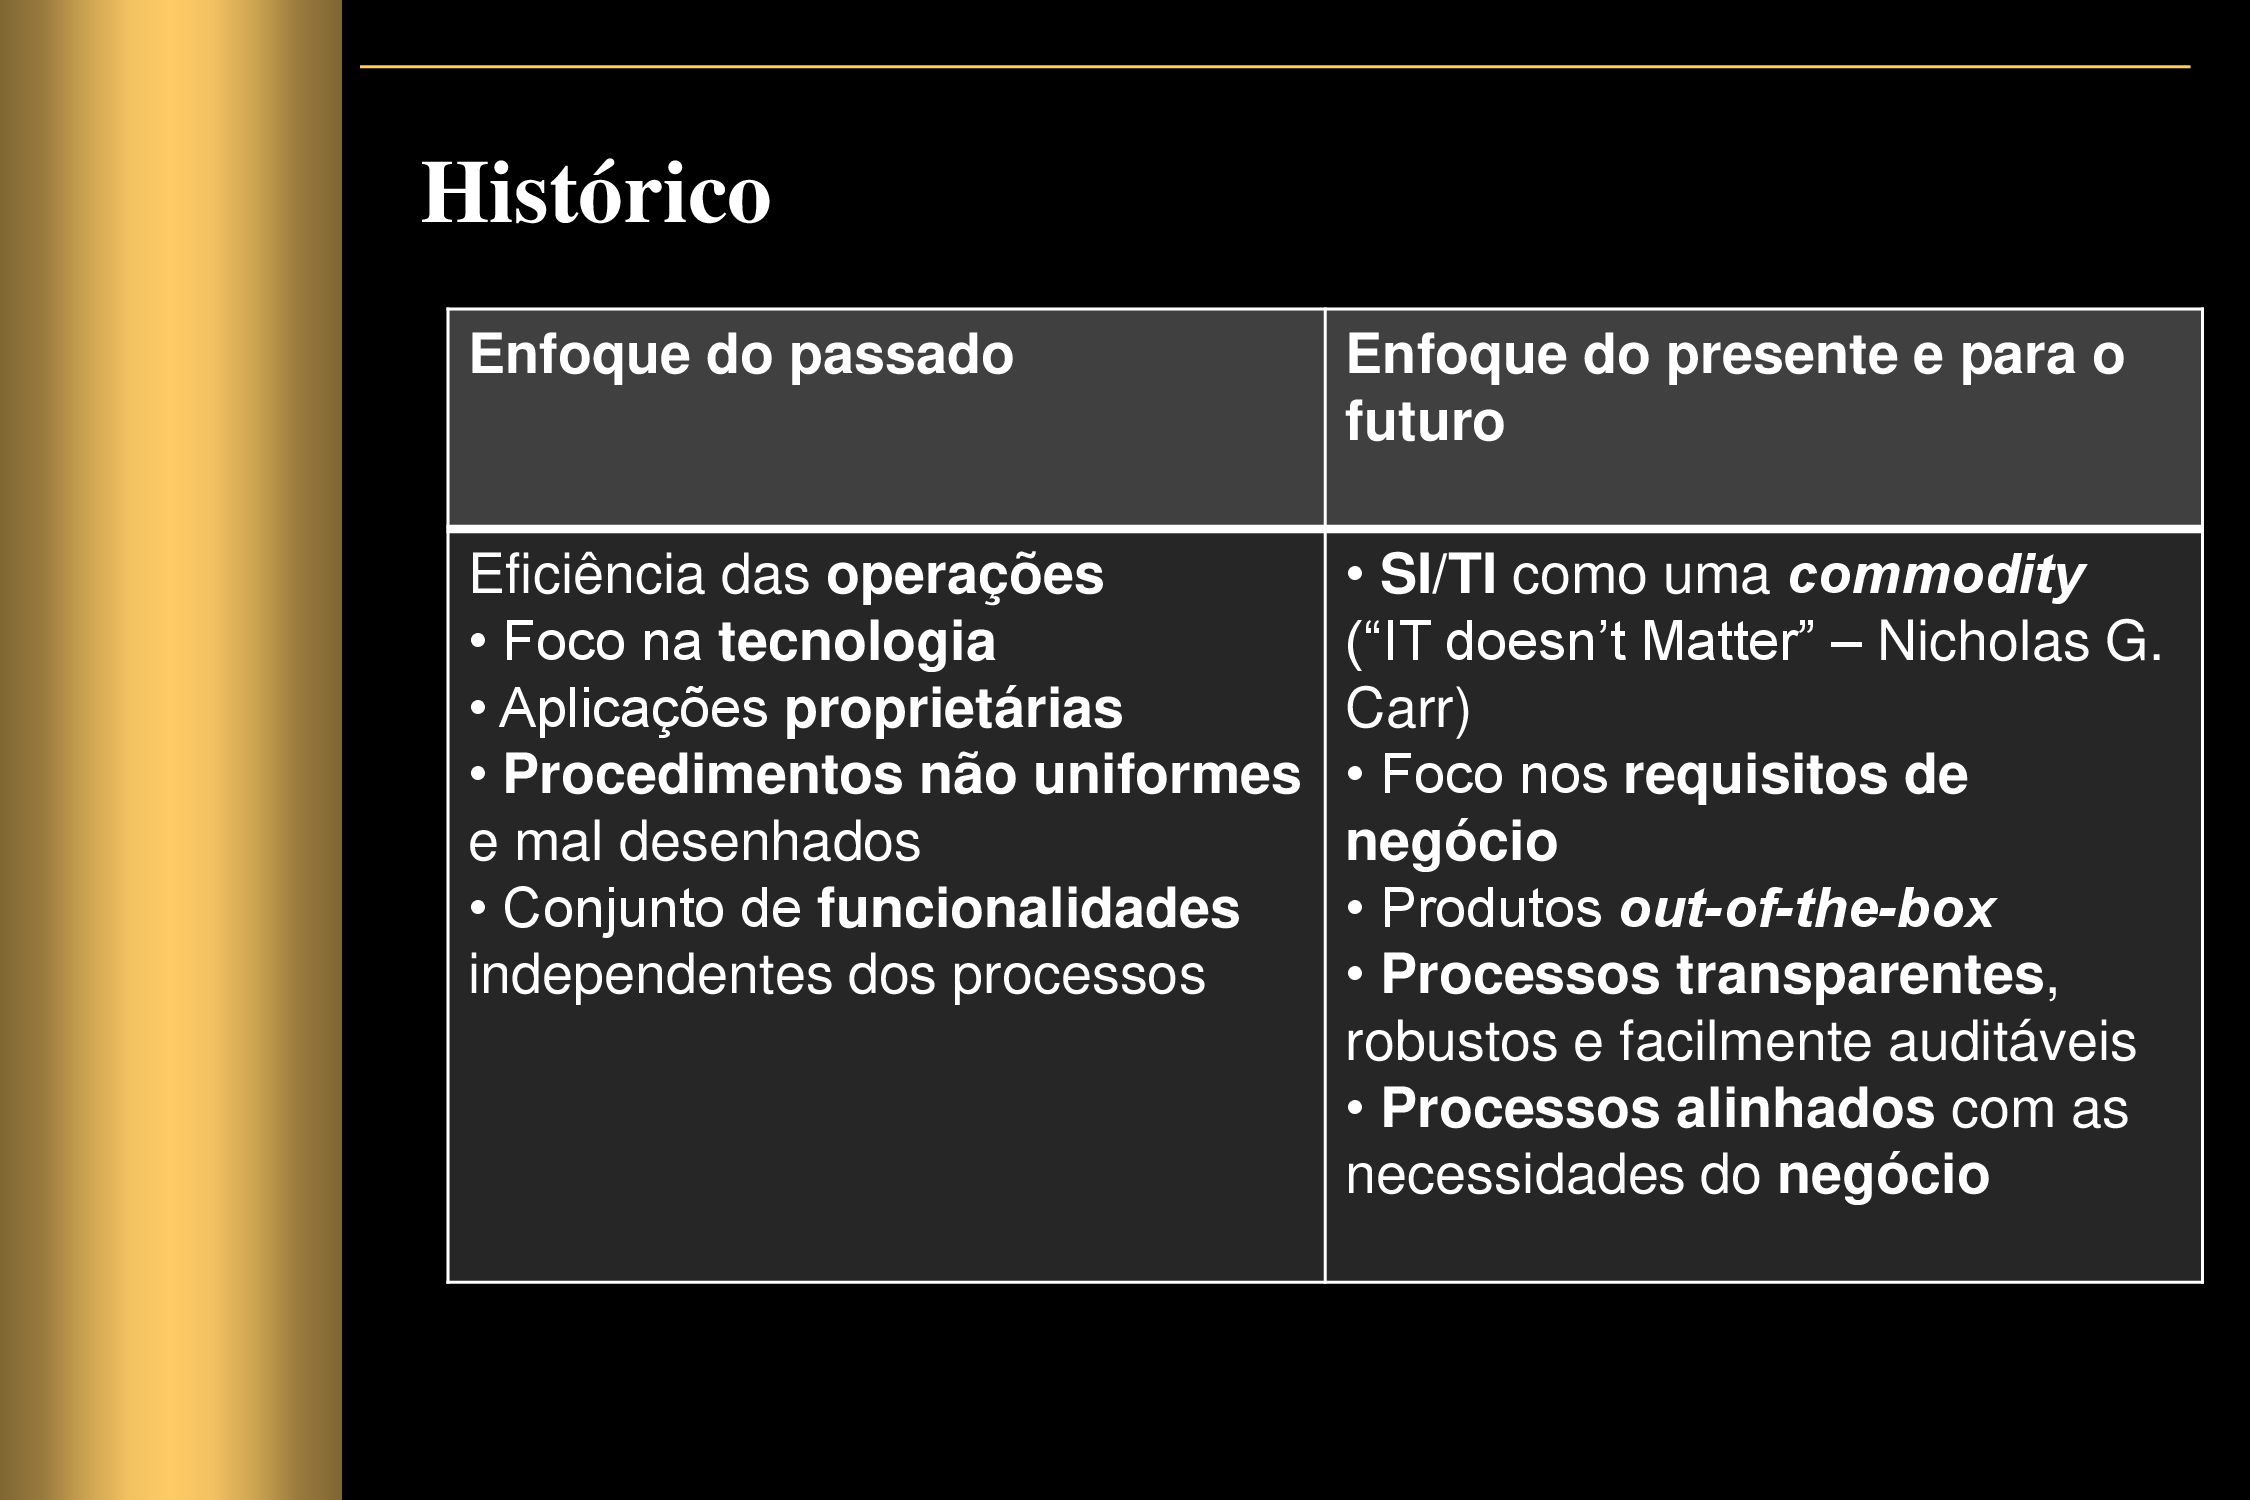 Histórico
Enfoque do passado
Enfoque do presente e para o
futuro
Eficiência das operações
• Foco na tecnologia
• Aplicações proprietárias
• Procedimentos não uniformes
e mal desenhados
• Conjunto de funcionalidades
independentes dos processos
• SI/TI como uma commodity
(“IT doesn’t Matter” – Nicholas G.
Carr)
• Foco nos requisitos de
negócio
• Produtos out-of-the-box
• Processos transparentes,
robustos e facilmente auditáveis
• Processos alinhados com as
necessidades do negócio